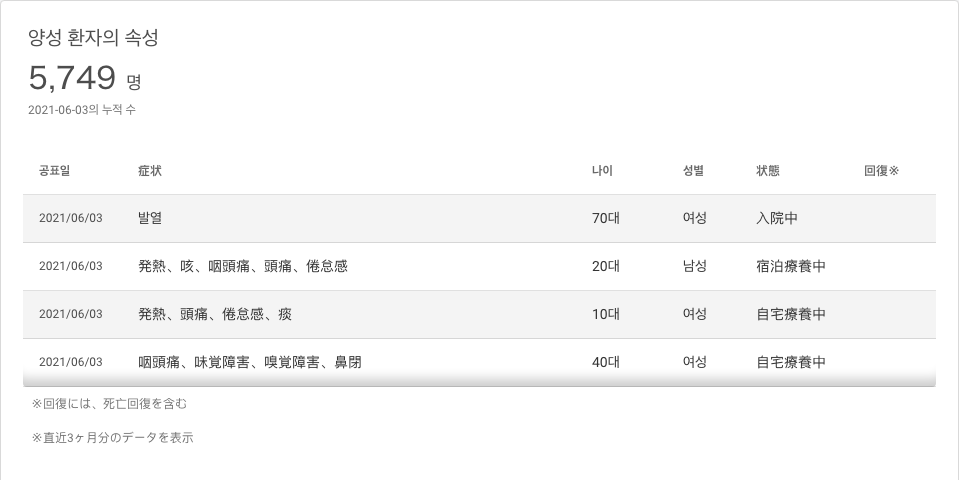 양성 환자의 속성
5,749 명
2021-06-03의 누적 수
공표일 症状 나이 성별 状態 回復※
2021/06/03 발열 70대 여성 入院中
2021/06/03 発熱、咳、咽頭痛、頭痛、倦怠感 20대 남성 宿泊療養中
2021/06/03 発熱、頭痛、倦怠感、痰 10대 여성 自宅療養中
2021/06/03 咽頭痛、味覚障害、嗅覚障害、鼻閉 40대 여성 自宅療養中
※回復には、死亡回復を含む
※直近3ヶ月分のデータを表示